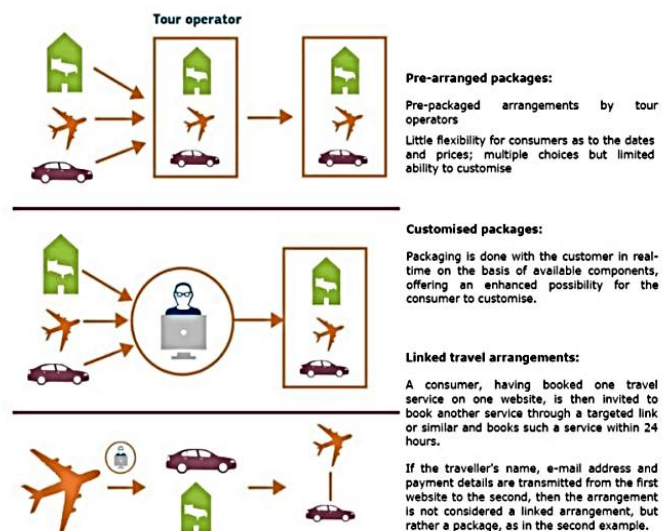 Tour operator
Pre-arranged packages:
Pre-packaged arrangements by tour
operators
Little flexibility for consumers as to the dates
and prices; multiple choices but limited
ability to customise
Customised packages:
Packaging is done with the customer in real-
time on the basis of available components,
offering an enhanced possibility for the
consumer to customise.
Linked travel arrangements:
A consumer, having booked one travel
service on one website, is then invited to
book another service through a targeted link
or similar and books such a service within 24
hours.
If the traveller's name, e-mail address and
payment details are transmitted from the first
website to the second, then the arrangement
is not considered a linked arrangement, but
rather a package, as in the second example.